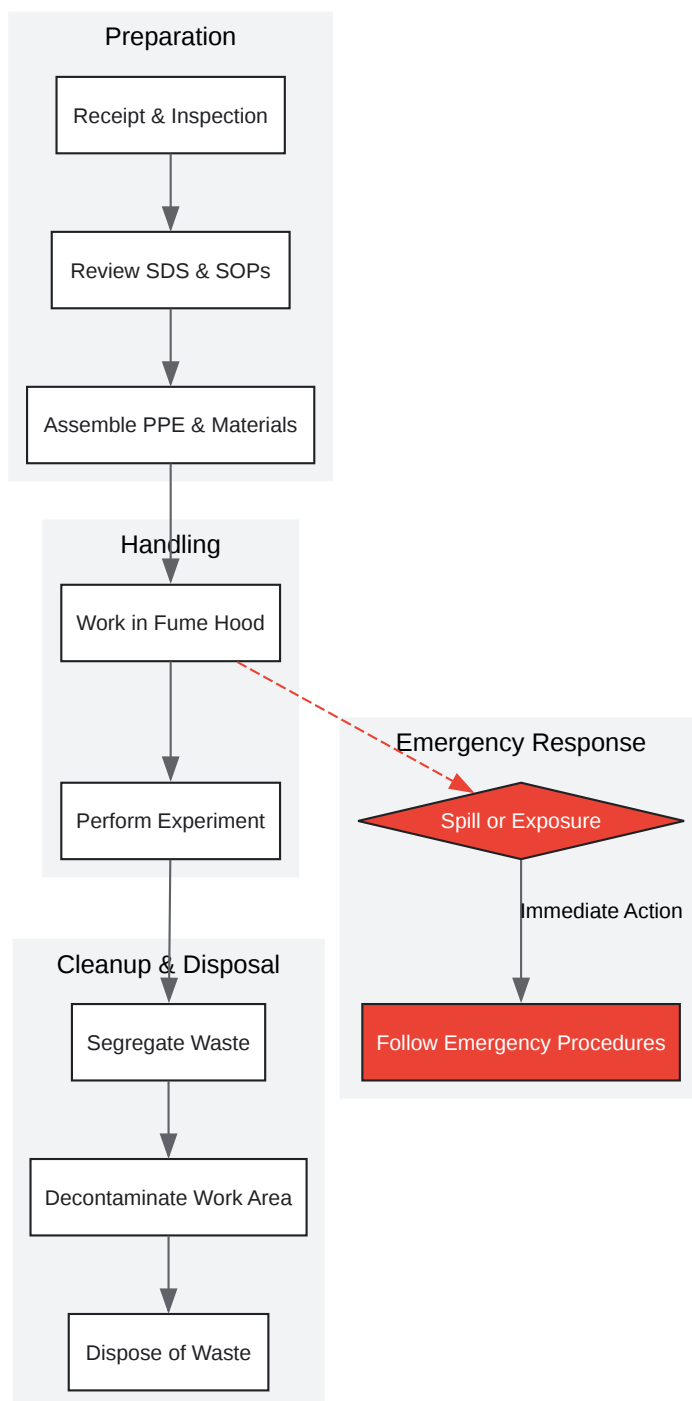 Preparation
Receipt & Inspection
Review SDS & SOPs
Assemble PPE & Materials
Handling
Work in Fume Hood
Perform Experiment
Emergency Response
Spill or Exposure
Immediate Action
Follow Emergency Procedures
Cleanup & Disposal
Segregate Waste
Decontaminate Work Area
Dispose of Waste